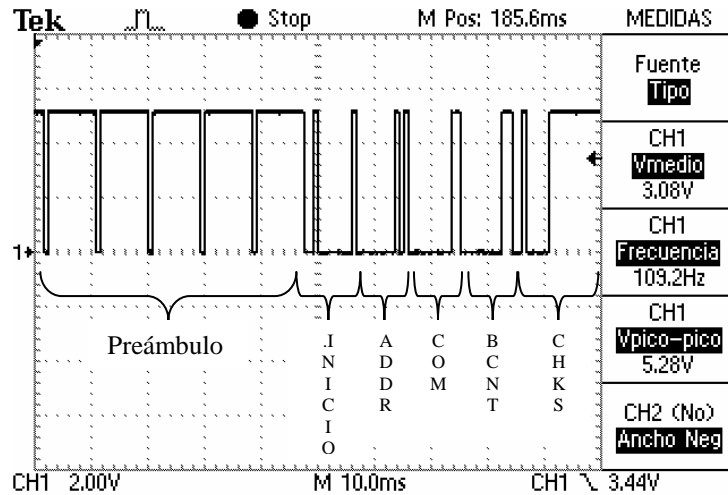 Tek Stop M Pos: 185.6ms MEDIDAS
Fuente
Tipo
CH1
Vmedio
3.08V
CH1
Frecuencia
109.2Hz
CH1
Vpico-pico
5.28V
CH2 (No)
Ancho Neg
1
Preámbulo
.INICIO
ADDR
COM
BCNT
CHKS
CH1 2.00V M 10.0ms CH1 3.44V